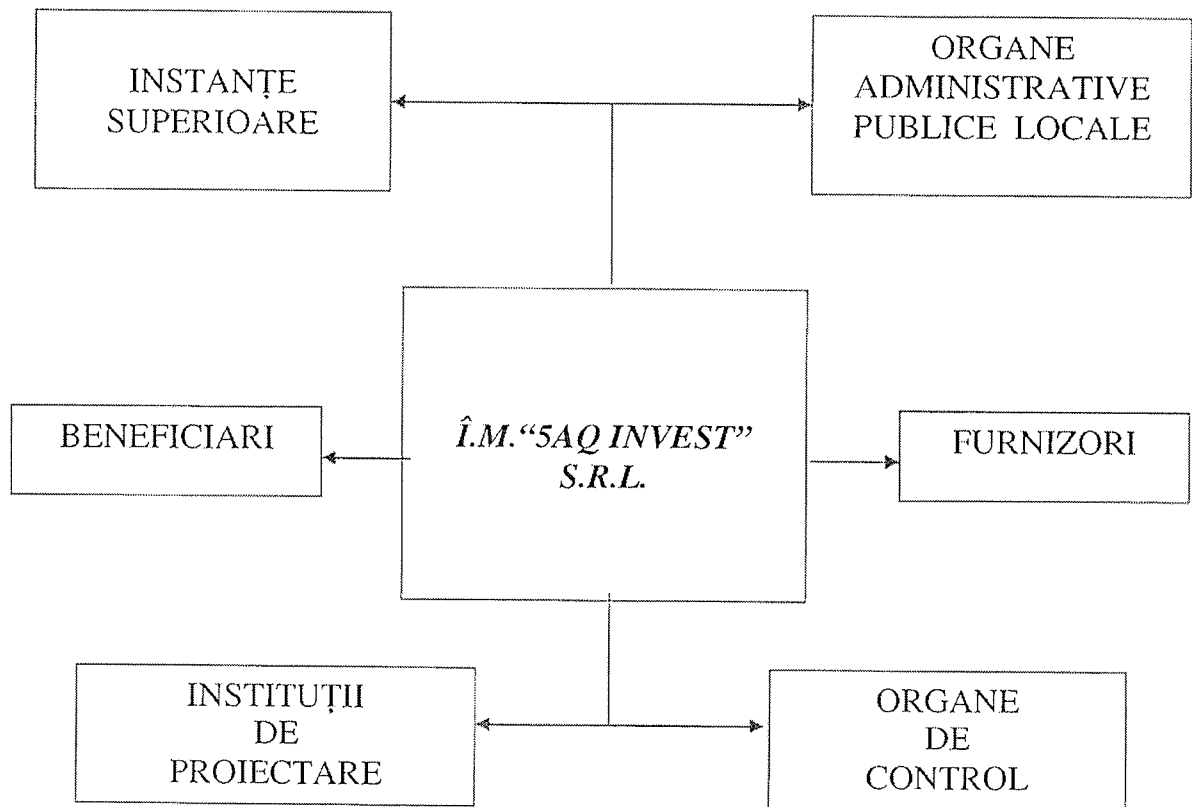 INSTANȚE
SUPERIOARE
ORGANE
ADMINISTRATIVE
PUBLICE LOCALE
BENEFICIARI
Î.M.“5AQ INVEST”
S.R.L.
FURNIZORI
INSTITUȚII
DE
PROIECTARE
ORGANE
DE
CONTROL